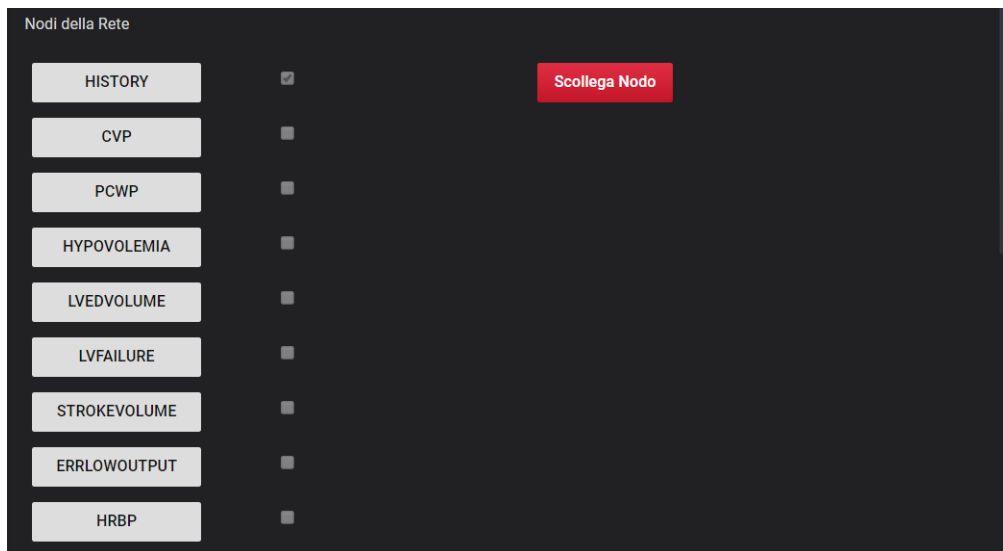 Nodi della Rete
HISTORY
Scollega Nodo
CVP
PCWP
HYPOVOLEMIA
LVEDVOLUME
LVFAILURE
STROKEVOLUME
ERRLOWOUTPUT
HRBP